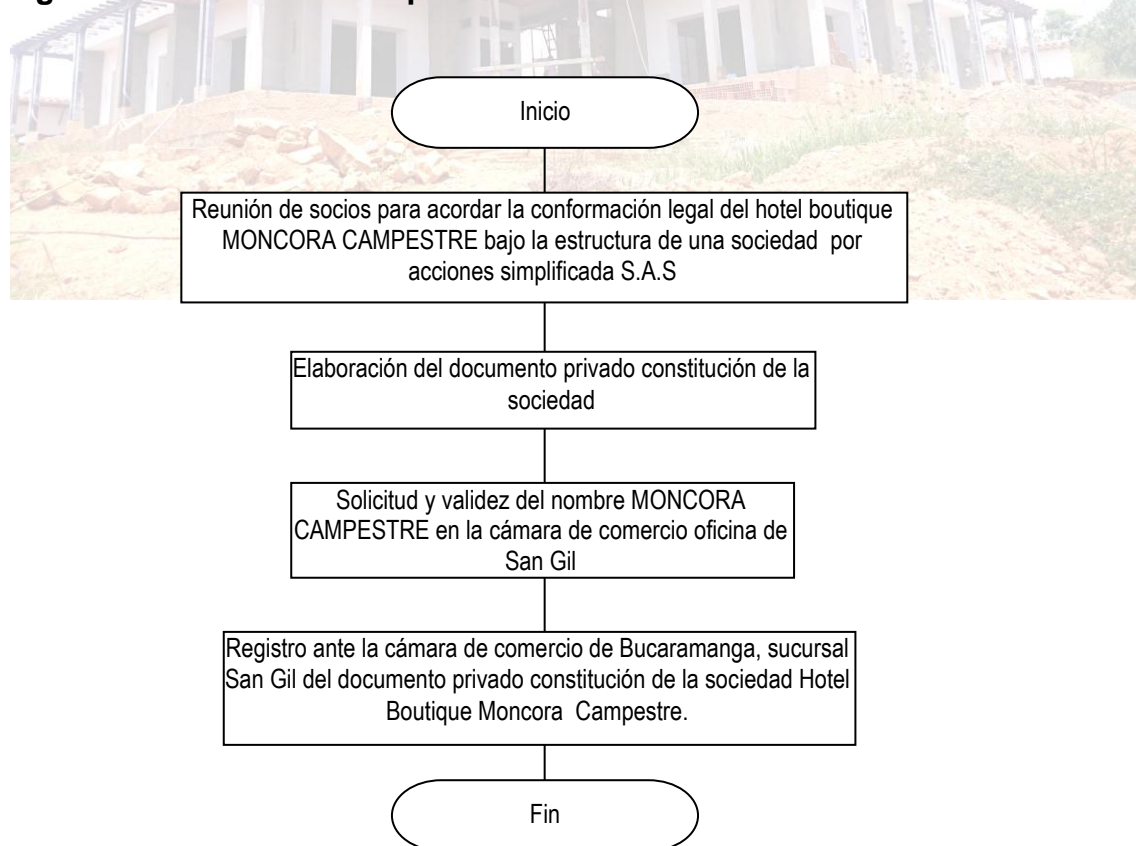 Inicio
Reunión de socios para acordar la conformación legal del hotel boutique
MONCORA CAMPESTRE bajo la estructura de una sociedad por
acciones simplificada S.A.S
Elaboración del documento privado constitución de la
sociedad
Solicitud y validez del nombre MONCORA
CAMPESTRE en la cámara de comercio oficina de
San Gil
Registro ante la cámara de comercio de Bucaramanga, sucursal
San Gil del documento privado constitución de la sociedad Hotel
Boutique Moncora Campestre.
Fin